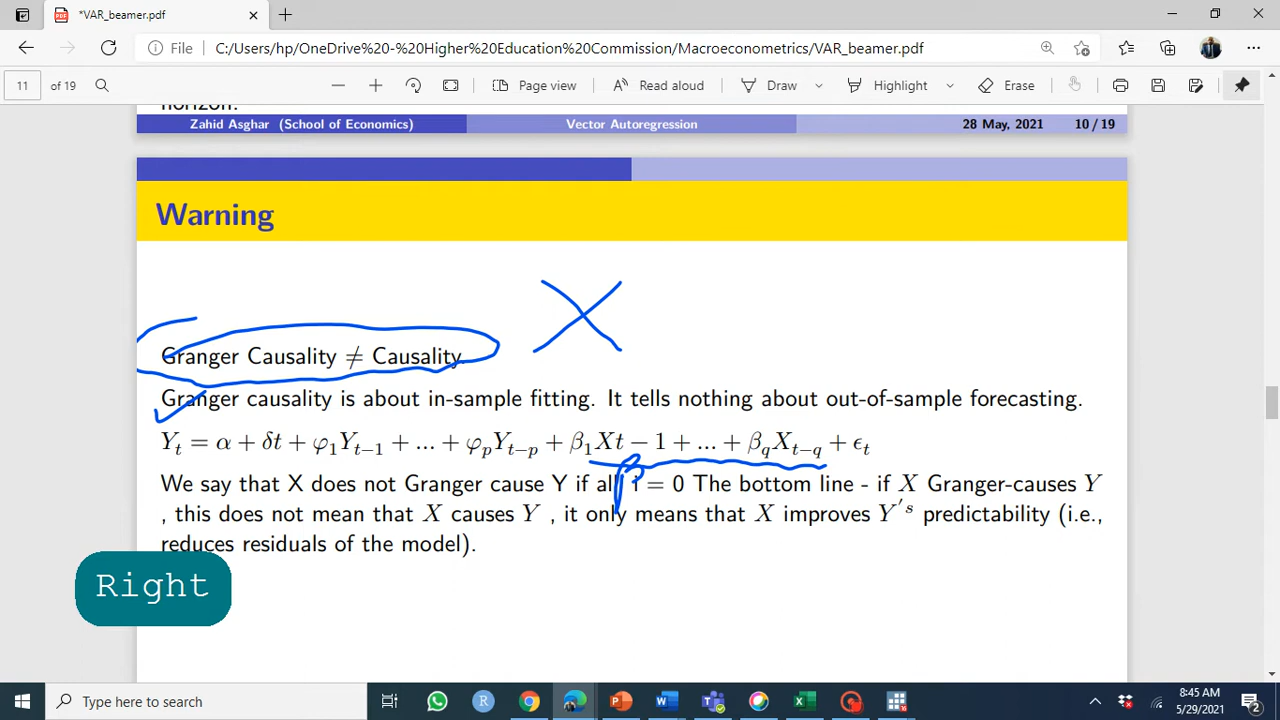 *VAR_beamer.pdf
File C:/Users/hp/OneDrive%20-%20Higher%20Education%20Commission/Macroeconometrics/VAR_beamer.pdf
11 of 19 Page view Read aloud Draw Highlight Erase
horizon.
Zahid Asghar (School of Economics) Vector Autoregression 28 May, 2021 10 / 19
Warning
Granger Causality ≠ Causality.
Granger causality is about in-sample fitting. It tells nothing about out-of-sample forecasting.
Y_t = α + δt + φ_1Y_{t−1} + ... + φ_pY_{t−p} + β_1Xt − 1 + ... + β_qX_{t−q} + ϵ_t
We say that X does not Granger cause Y if all β i = 0 The bottom line - if X Granger-causes Y
, this does not mean that X causes Y , it only means that X improves Y's predictability (i.e.,
reduces residuals of the model).
Right
Type here to search
8:45 AM
5/29/2021
2